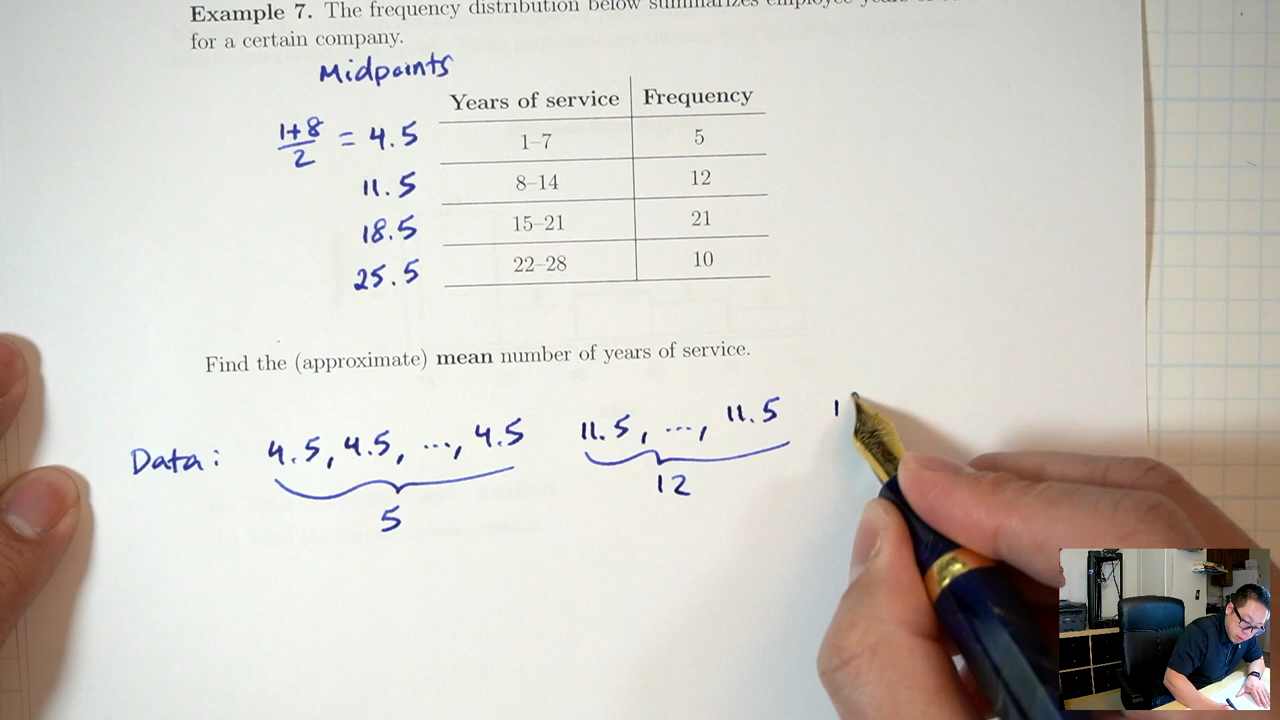 Example 7. The frequency distribution below summarizes employee years
for a certain company.
Midpoints
Years of service Frequency
1+8/2 = 4.5 1–7 5
11.5 8–14 12
18.5 15–21 21
25.5 22–28 10
Find the (approximate) mean number of years of service.
Data: 4.5, 4.5, ..., 4.5 11.5, ..., 11.5 1
5 12